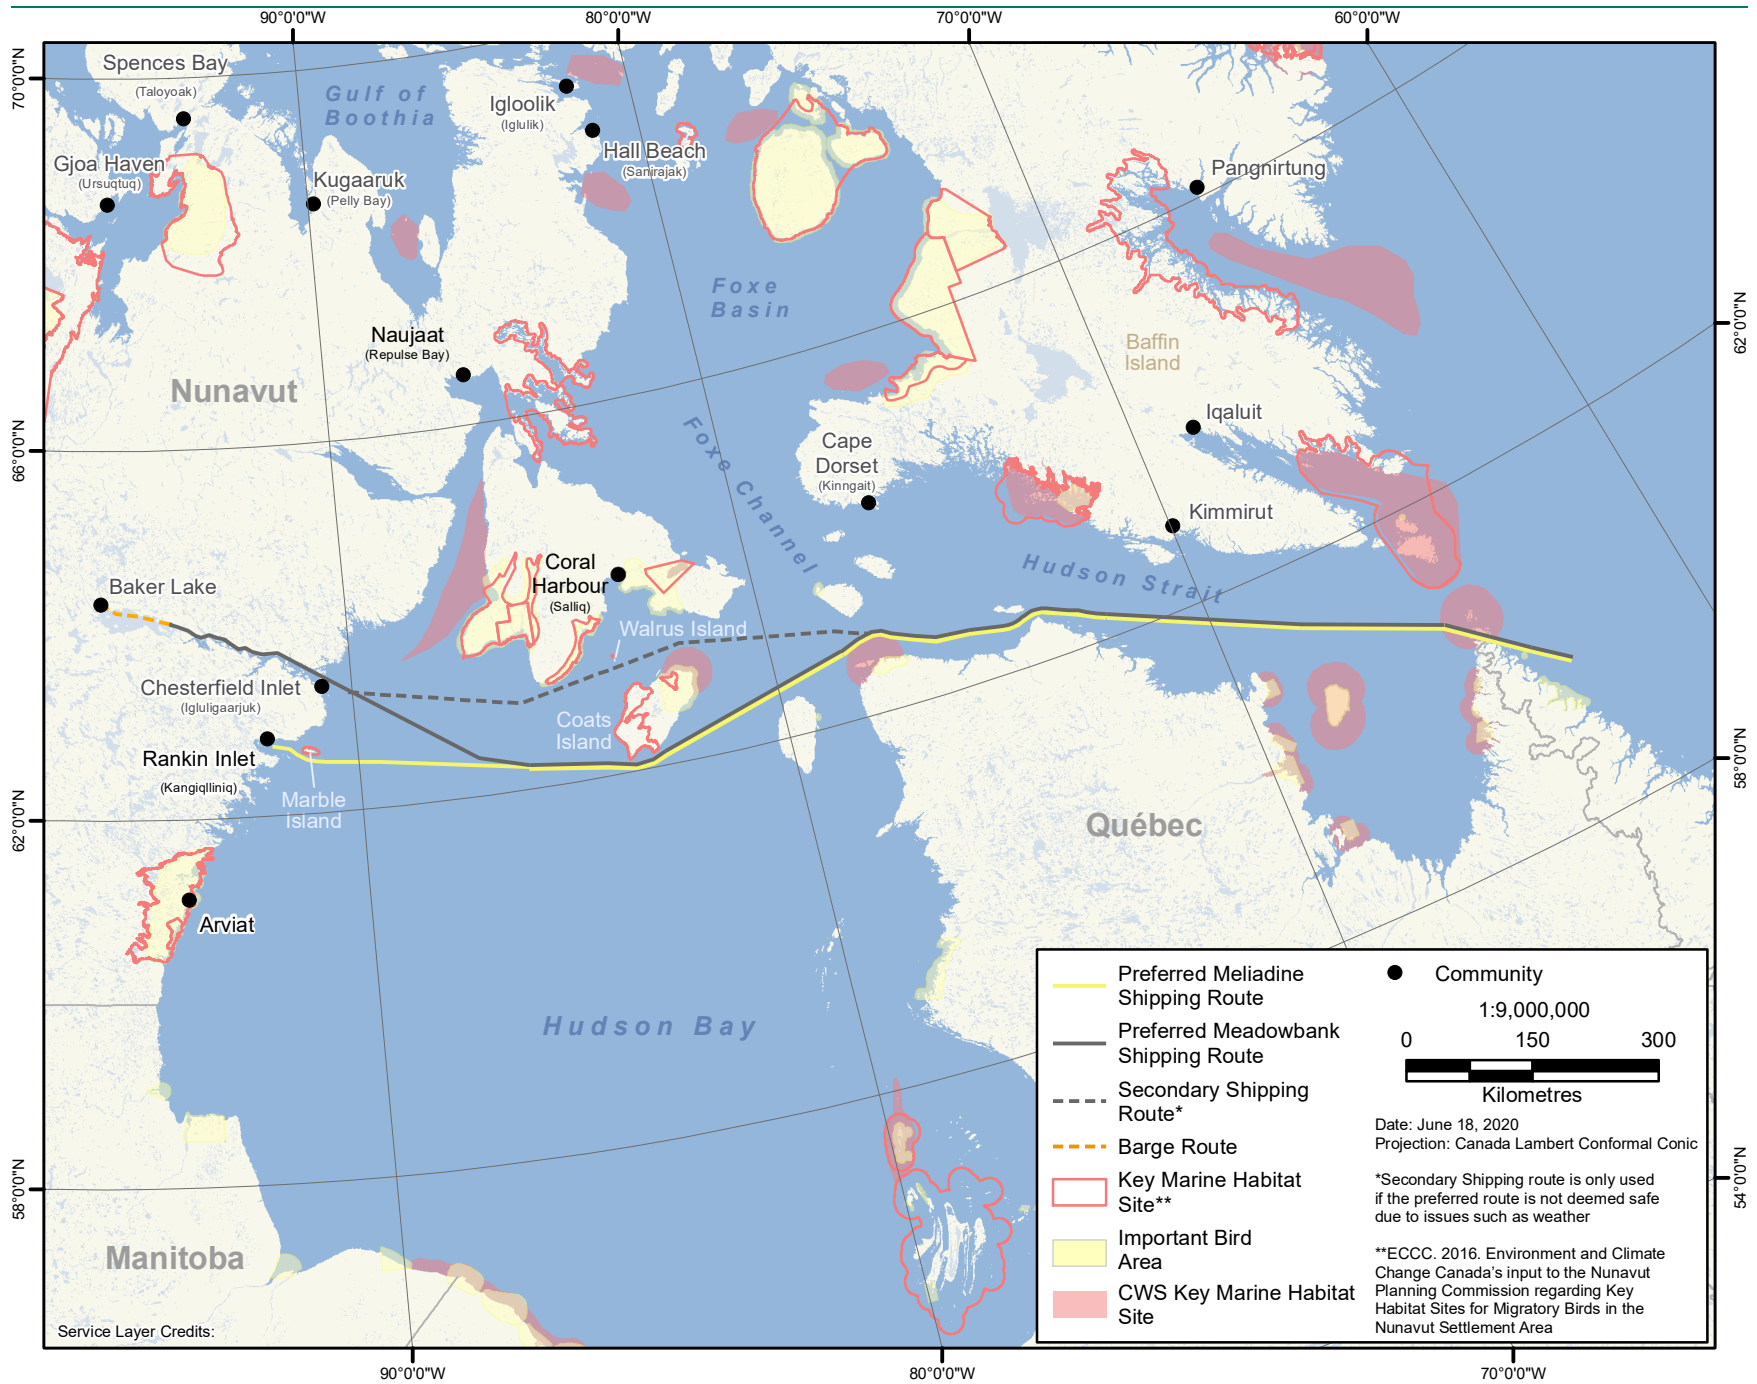 90°0'0"W
80°0'0"W
70°0'0"W
60°0'0"W
70°0'0"N
66°0'0"N
62°0'0"N
58°0'0"N
62°0'0"N
58°0'0"N
54°0'0"N
90°0'0"W
80°0'0"W
70°0'0"W
Spences Bay
(Taloyoak)
Gulf of
Boothia
Igloolik
(Iglulik)
Hall Beach
(Sanirajak)
Gjoa Haven
(Ursuqtuq)
Kugaaruk
(Pelly Bay)
Pangnirtung
Foxe
Basin
Naujaat
(Repulse Bay)
Baffin
Island
Nunavut
Iqaluit
Foxe Channel
Cape
Dorset
(Kinngait)
Kimmirut
Hudson Strait
Coral
Harbour
(Salliq)
Baker Lake
Walrus Island
Chesterfield Inlet
(Igluligaarjuk)
Coats
Island
Rankin Inlet
(Kangiqlliniq)
Marble
Island
Québec
Arviat
Hudson Bay
Manitoba
Service Layer Credits:
Preferred Meliadine
Shipping Route
Preferred Meadowbank
Shipping Route
Secondary Shipping
Route*
Barge Route
Key Marine Habitat
Site**
Important Bird
Area
CWS Key Marine Habitat
Site
Community
1:9,000,000
0 150 300
Kilometres
Date: June 18, 2020
Projection: Canada Lambert Conformal Conic
*Secondary Shipping route is only used
if the preferred route is not deemed safe
due to issues such as weather
**ECCC. 2016. Environment and Climate
Change Canada's input to the Nunavut
Planning Commission regarding Key
Habitat Sites for Migratory Birds in the
Nunavut Settlement Area